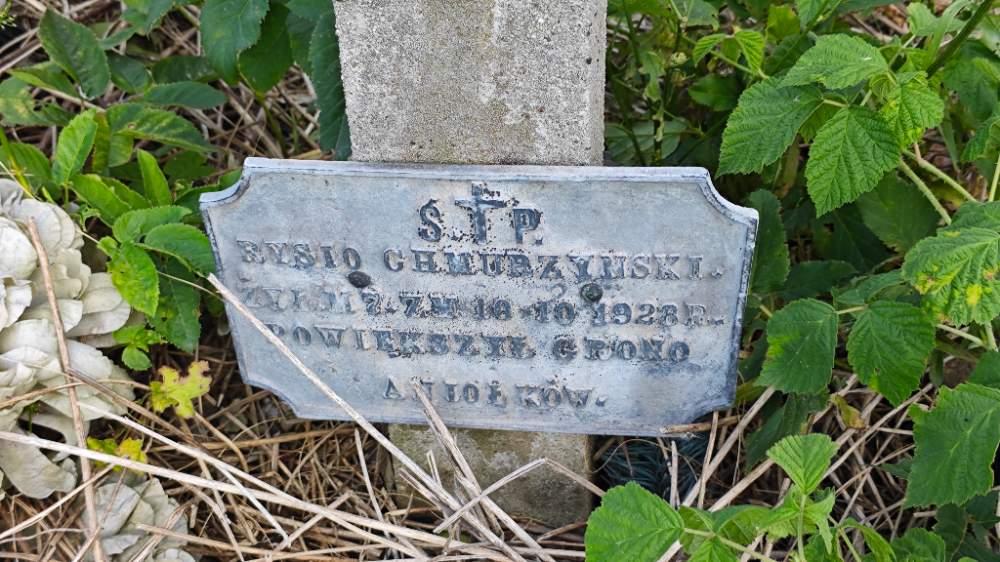 Ś. P.
RYSIO CHMURZYŃSKI.
ŻYŁ M 7. ZM 16-10 1928 R.
POWIĘKSZYŁ GRONO
ANIOŁKÓW.